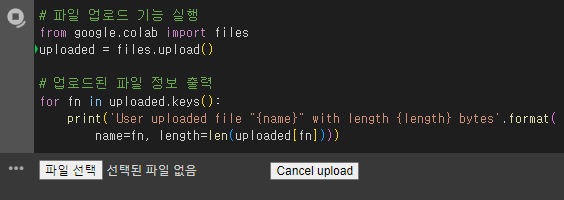 # 파일 업로드 기능 실행
from google.colab import files
uploaded = files.upload()
# 업로드된 파일 정보 출력
for fn in uploaded.keys():
    print('User uploaded file "{name}" with length {length} bytes'.format(
        name=fn, length=len(uploaded[fn])))
파일 선택 선택된 파일 없음 Cancel upload